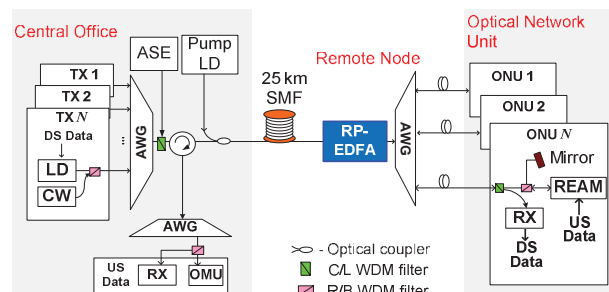 Central Office
Optical Network
Unit
Remote Node
ASE
Pump
LD
TX 1
TX 2
TX N
DS Data
LD
CW
...
AWG
25 km
SMF
RP-
EDFA
AWG
ONU 1
ONU 2
ONU N
Mirror
REAM
RX
US
Data
DS
Data
AWG
US
Data
RX
OMU
- Optical coupler
C/L WDM filter
R/B WDM filter